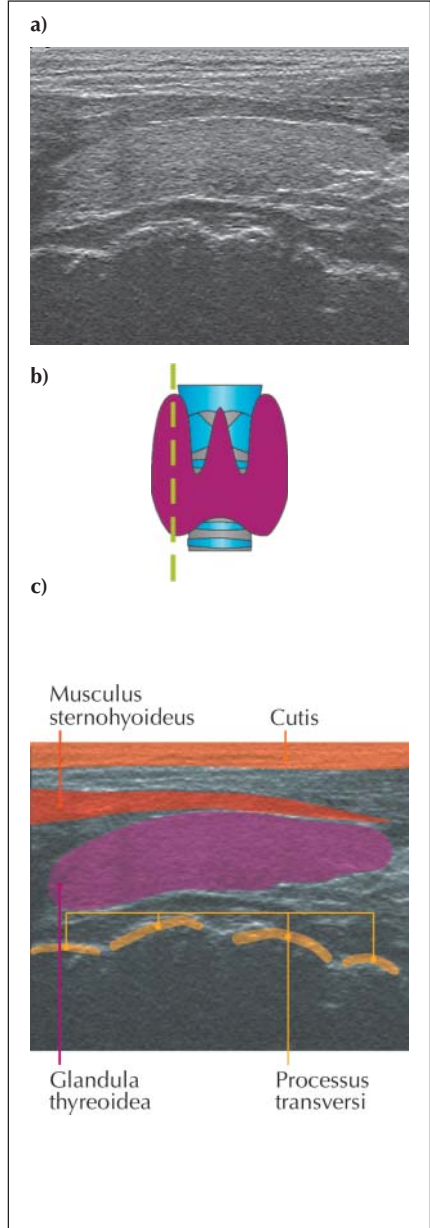 a)
b)
c)
Musculus
sternohyoideus
Cutis
Glandula
thyreoidea
Processus
transversi